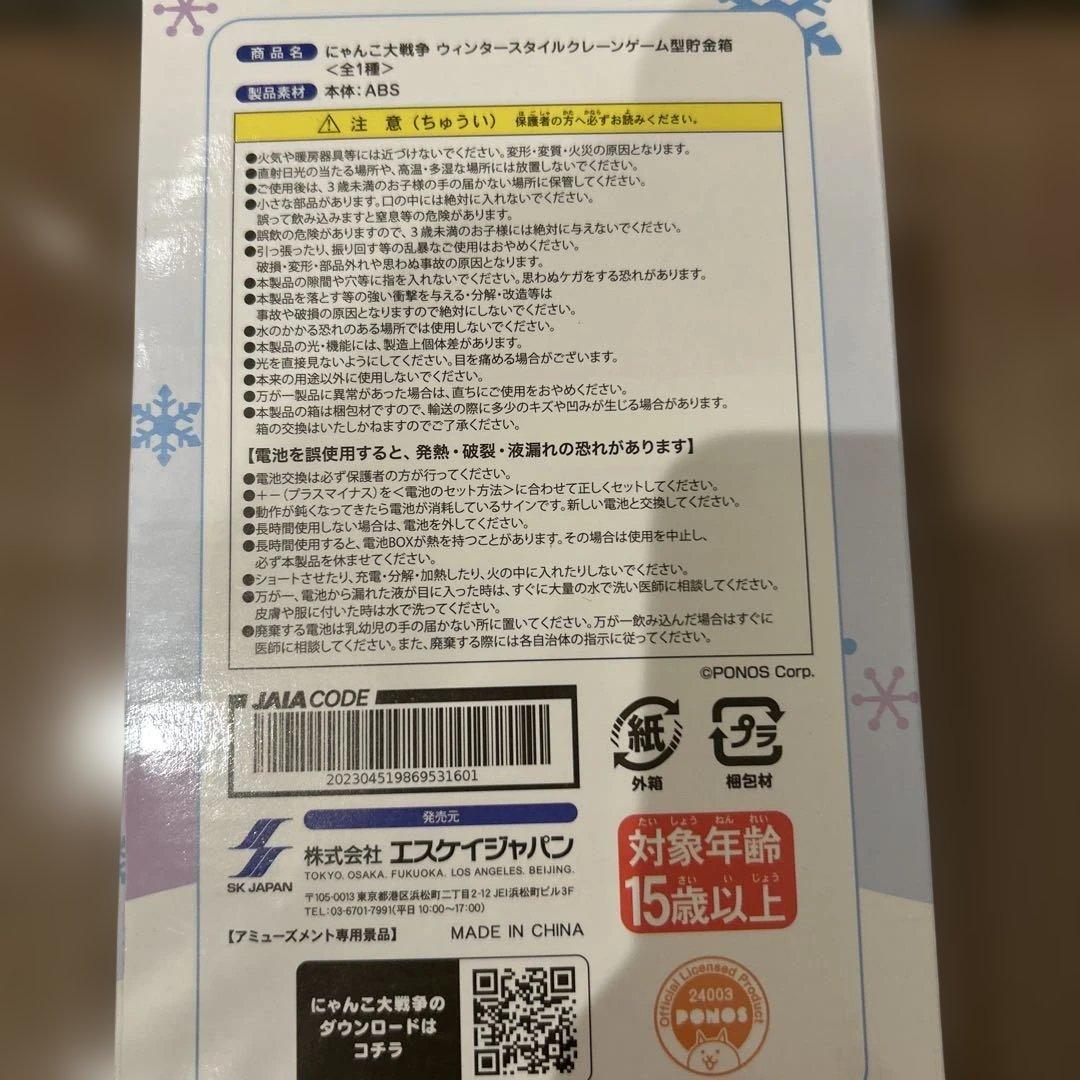 商品名 にゃんこ大戦争 ウィンタースタイルクレーンゲーム型貯金箱
＜全1種＞
製品素材 本体：ABS
⚠ 注 意（ちゅうい） 保護者の方へ必ずお読みください。
●火気や暖房器具等には近づけないでください。変形・変質・火災の原因となります。
●直射日光の当たる場所や、高温・多湿な場所には放置しないでください。
●ご使用後は、3歳未満のお子様の手の届かない場所に保管してください。
●小さな部品があります。口の中には絶対に入れないでください。
誤って飲み込みますと窒息等の危険があります。
●誤飲の危険がありますので、3歳未満のお子様には絶対に与えないでください。
●引っ張ったり、振り回す等の乱暴なご使用はおやめください。
破損・変形・部品外れや思わぬ事故の原因となります。
●本製品の隙間や穴等に指を入れないでください。思わぬケガをする恐れがあります。
●本製品を落とす等の強い衝撃を与える・分解・改造等は
事故や破損の原因となりますので絶対にしないでください。
●水のかかる恐れのある場所では使用しないでください。
●本製品の光・機能には、製造上個体差があります。
●光を直接見ないようにしてください。目を痛める場合がございます。
●本来の用途以外に使用しないでください。
●万が一製品に異常があった場合は、直ちにご使用をおやめください。
●本製品の箱は梱包材ですので、輸送の際に多少のキズや凹みが生じる場合があります。
箱の交換はいたしかねますのでご了承ください。
【電池を誤使用すると、発熱・破裂・液漏れの恐れがあります】
●電池交換は必ず保護者の方が行ってください。
●＋－（プラスマイナス）を＜電池のセット方法＞に合わせて正しくセットしてください。
●動作が鈍くなってきたら電池が消耗しているサインです。新しい電池と交換してください。
●長時間使用しない場合は、電池を外してください。
●長時間使用すると、電池BOXが熱を持つことがあります。その場合は使用を中止し、
必ず本製品を休ませてください。
●ショートさせたり、充電・分解・加熱したり、火の中に入れたりしないでください。
●万が一、電池から漏れた液が目に入った時は、すぐに大量の水で洗い医師に相談してください。
皮膚や服に付いた時は水で洗ってください。
●廃棄する電池は乳幼児の手の届かない所に置いてください。万が一飲み込んだ場合はすぐに
医師に相談してください。また、廃棄する際には各自治体の指示に従ってください。
©PONOS Corp.
JAIA CODE
202304519869531601
紙
外箱
プラ
梱包材
発売元
SK JAPAN
株式会社 エスケイジャパン
TOKYO. OSAKA. FUKUOKA. LOS ANGELES. BEIJING.
〒105-0013 東京都港区浜松町二丁目2-12 JEI浜松町ビル3F
TEL：03-6701-7991（平日 10:00〜17:00）
【アミューズメント専用景品】 MADE IN CHINA
対象年齢
15歳以上
にゃんこ大戦争の
ダウンロードは
コチラ
Official Licensed Product
24003
PONOS